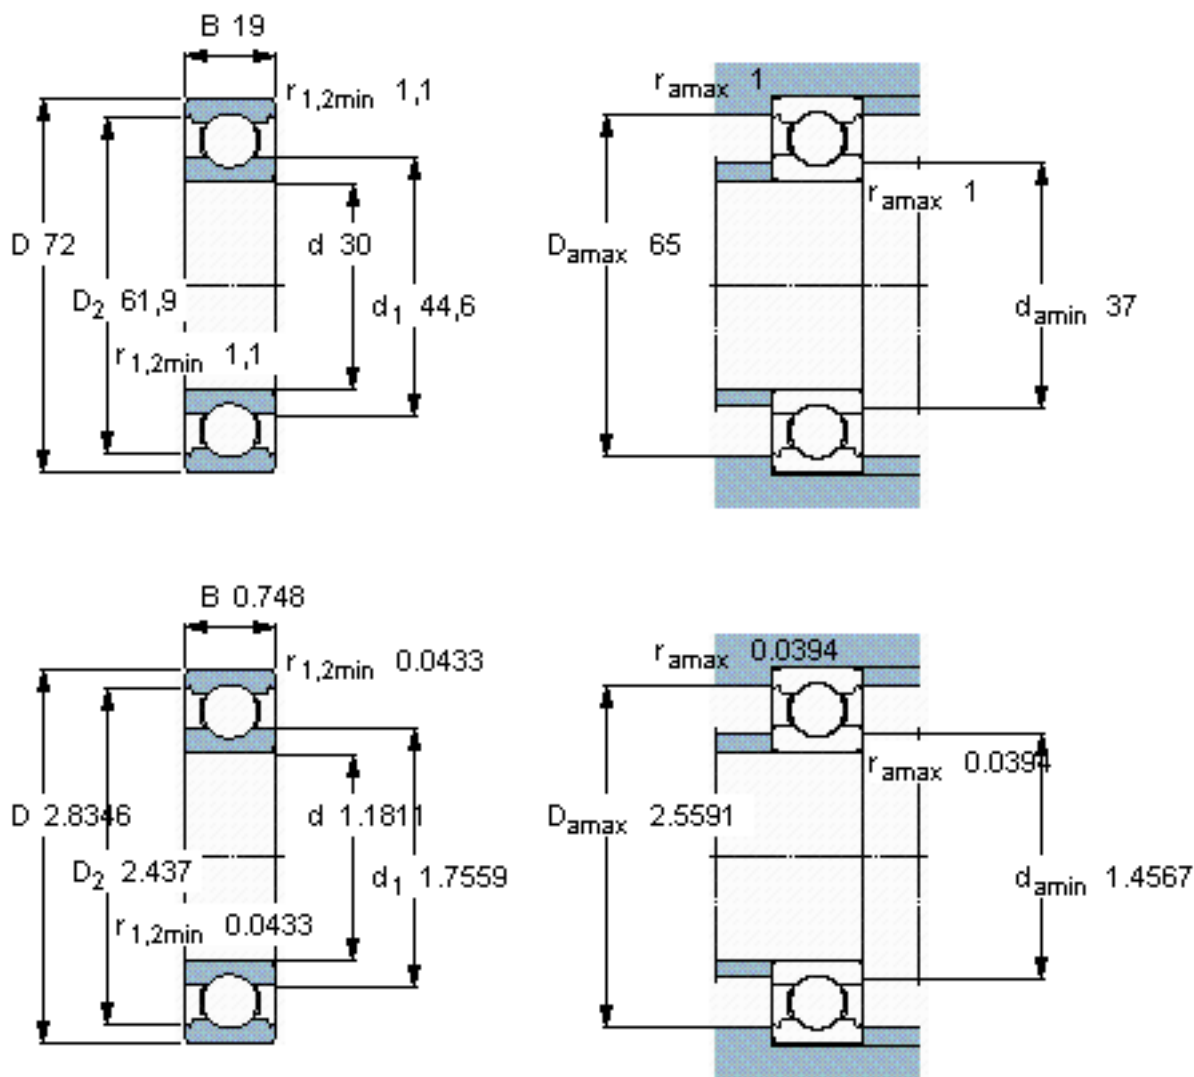 B 19
r1,2min 1,1
D 72
d 30
D2 61,9
d1 44,6
r1,2min 1,1
ramax 1
ramax 1
Damax 65
damin 37
B 0.748
r1,2min 0.0433
D 2.8346
d 1.1811
D2 2.437
d1 1.7559
r1,2min 0.0433
ramax 0.0394
ramax 0.0394
Damax 2.5591
damin 1.4567